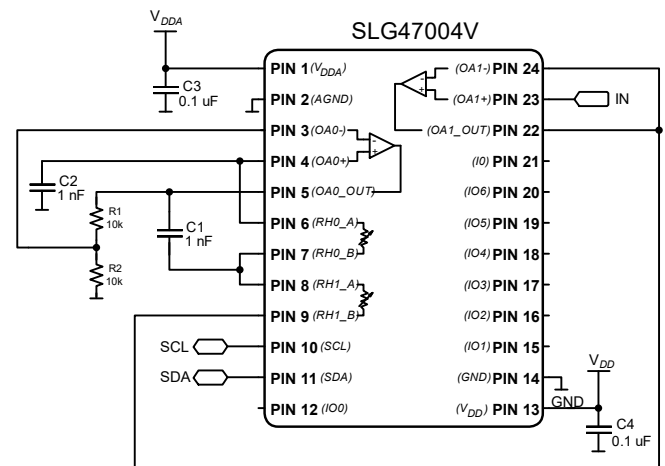 SLG47004V
V_DDA
C3
0.1 uF
PIN 1 (V_DDA)
PIN 2 (AGND)
PIN 3 (OA0-)
PIN 4 (OA0+)
PIN 5 (OA0_OUT)
PIN 6 (RH0_A)
PIN 7 (RH0_B)
PIN 8 (RH1_A)
PIN 9 (RH1_B)
PIN 10 (SCL)
PIN 11 (SDA)
PIN 12 (IO0)
-
+
C2
1 nF
R1
10k
C1
1 nF
R2
10k
SCL
SDA
(OA1-) PIN 24
(OA1+) PIN 23
(OA1_OUT) PIN 22
(I0) PIN 21
(IO6) PIN 20
(IO5) PIN 19
(IO4) PIN 18
(IO3) PIN 17
(IO2) PIN 16
(IO1) PIN 15
(GND) PIN 14
(V_DD) PIN 13
-
+
IN
V_DD
GND
C4
0.1 uF